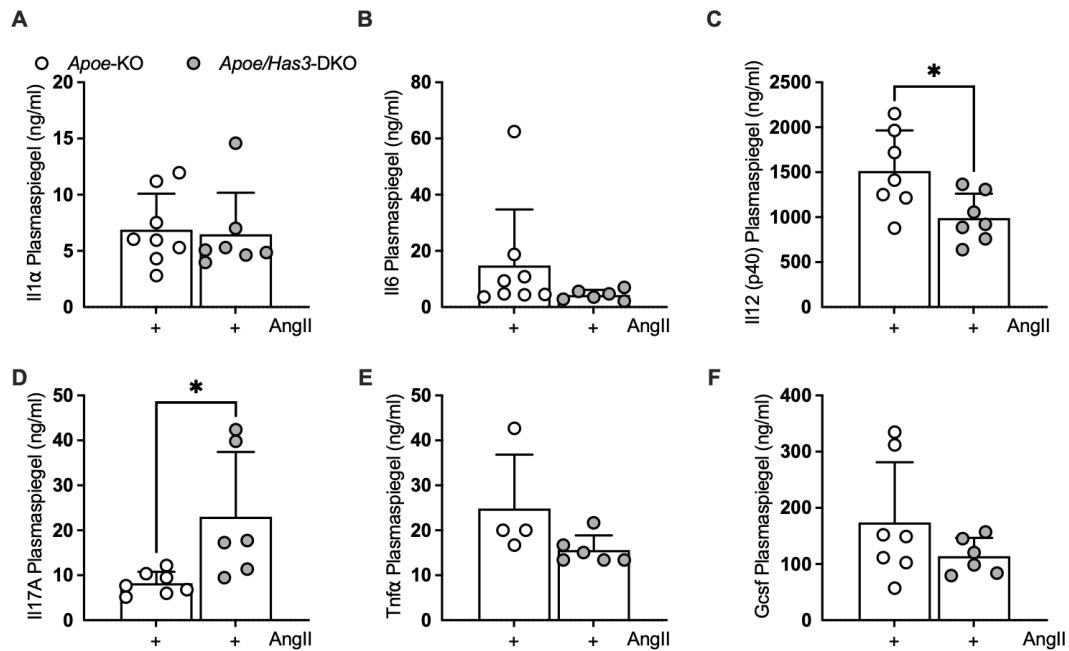 A
B
C
Apoe-KO
Apoe/Has3-DKO
Il1α Plasmaspiegel (ng/ml)
20
15
10
5
0
+
+
AngII
Il6 Plasmaspiegel (ng/ml)
80
60
40
20
0
+
+
AngII
Il12 (p40) Plasmaspiegel (ng/ml)
2500
2000
1500
1000
500
0
*
+
+
AngII
D
E
F
Il17A Plasmaspiegel (ng/ml)
50
40
30
20
10
0
*
+
+
AngII
Tnfα Plasmaspiegel (ng/ml)
50
40
30
20
10
0
+
+
AngII
Gcsf Plasmaspiegel (ng/ml)
400
300
200
100
0
+
+
AngII